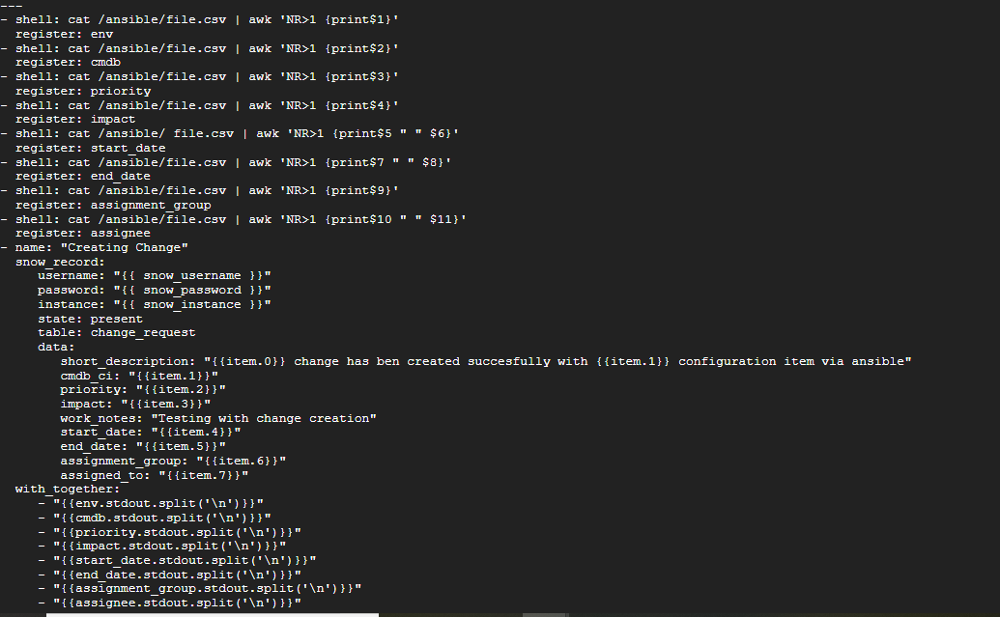 ---
- shell: cat /ansible/file.csv | awk 'NR>1 {print$1}'
  register: env
- shell: cat /ansible/file.csv | awk 'NR>1 {print$2}'
  register: cmdb
- shell: cat /ansible/file.csv | awk 'NR>1 {print$3}'
  register: priority
- shell: cat /ansible/file.csv | awk 'NR>1 {print$4}'
  register: impact
- shell: cat /ansible/ file.csv | awk 'NR>1 {print$5 " " $6}'
  register: start_date
- shell: cat /ansible/file.csv | awk 'NR>1 {print$7 " " $8}'
  register: end_date
- shell: cat /ansible/file.csv | awk 'NR>1 {print$9}'
  register: assignment_group
- shell: cat /ansible/file.csv | awk 'NR>1 {print$10 " " $11}'
  register: assignee
- name: "Creating Change"
  snow_record:
     username: "{{ snow_username }}"
     password: "{{ snow_password }}"
     instance: "{{ snow_instance }}"
     state: present
     table: change_request
     data:
        short_description: "{{item.0}} change has ben created succesfully with {{item.1}} configuration item via ansible"
        cmdb_ci: "{{item.1}}"
        priority: "{{item.2}}"
        impact: "{{item.3}}"
        work_notes: "Testing with change creation"
        start_date: "{{item.4}}"
        end_date: "{{item.5}}"
        assignment_group: "{{item.6}}"
        assigned_to: "{{item.7}}"
  with_together:
     - "{{env.stdout.split('\n')}}"
     - "{{cmdb.stdout.split('\n')}}"
     - "{{priority.stdout.split('\n')}}"
     - "{{impact.stdout.split('\n')}}"
     - "{{start_date.stdout.split('\n')}}"
     - "{{end_date.stdout.split('\n')}}"
     - "{{assignment_group.stdout.split('\n')}}"
     - "{{assignee.stdout.split('\n')}}"